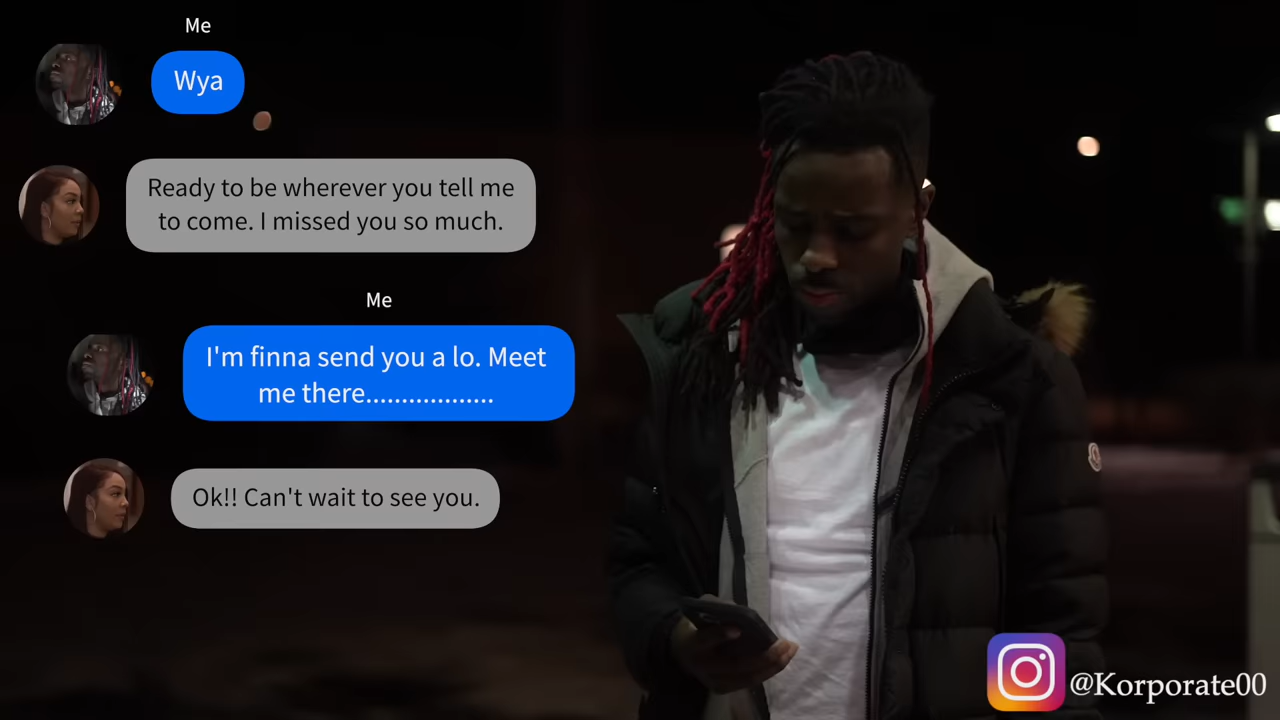 Me
Wya
Ready to be wherever you tell me
to come. I missed you so much.
Me
I'm finna send you a lo. Meet
me there..................
Ok!! Can't wait to see you.
@Korporate00